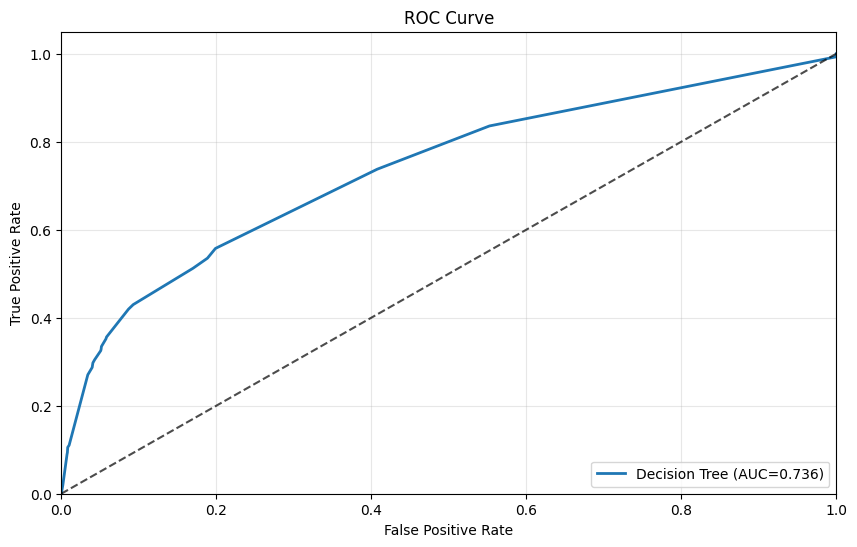 ROC Curve
True Positive Rate
1.0
0.8
0.6
0.4
0.2
0.0
0.0 0.2 0.4 0.6 0.8 1.0
False Positive Rate
Decision Tree (AUC=0.736)